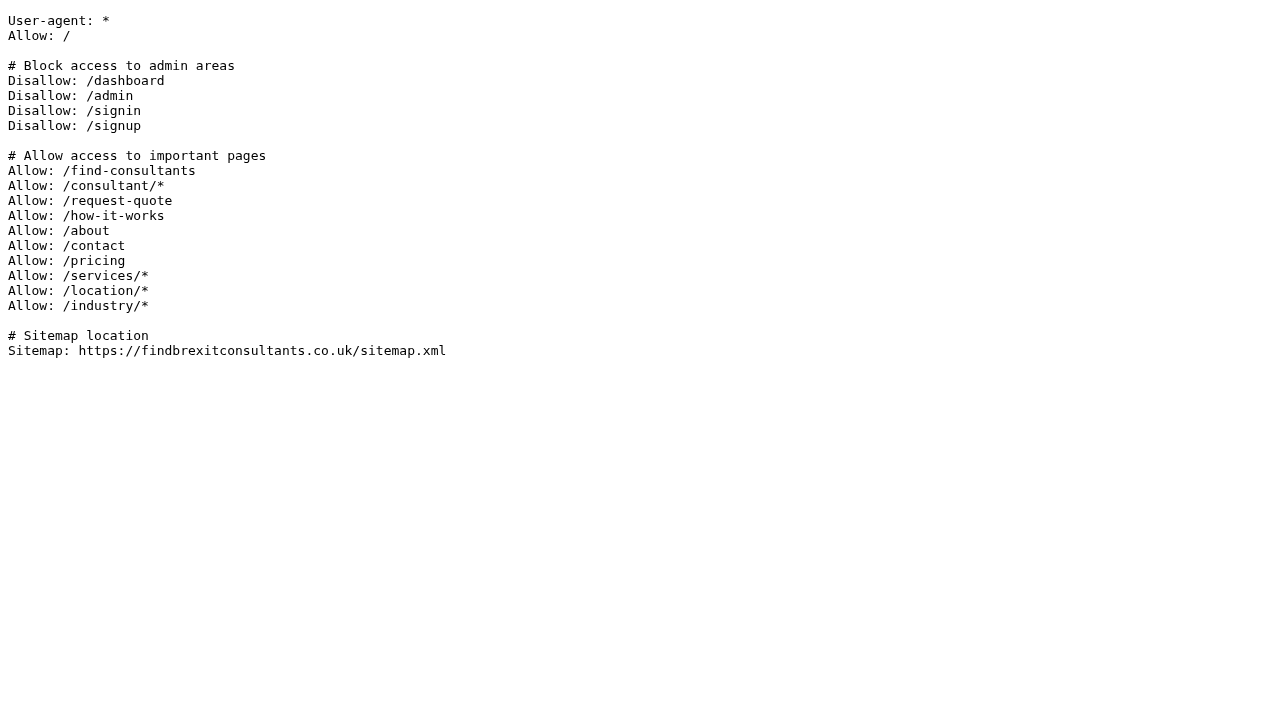 User-agent: *
Allow: /

# Block access to admin areas
Disallow: /dashboard
Disallow: /admin
Disallow: /signin
Disallow: /signup

# Allow access to important pages
Allow: /find-consultants
Allow: /consultant/*
Allow: /request-quote
Allow: /how-it-works
Allow: /about
Allow: /contact
Allow: /pricing
Allow: /services/*
Allow: /location/*
Allow: /industry/*

# Sitemap location
Sitemap: https://findbrexitconsultants.co.uk/sitemap.xml